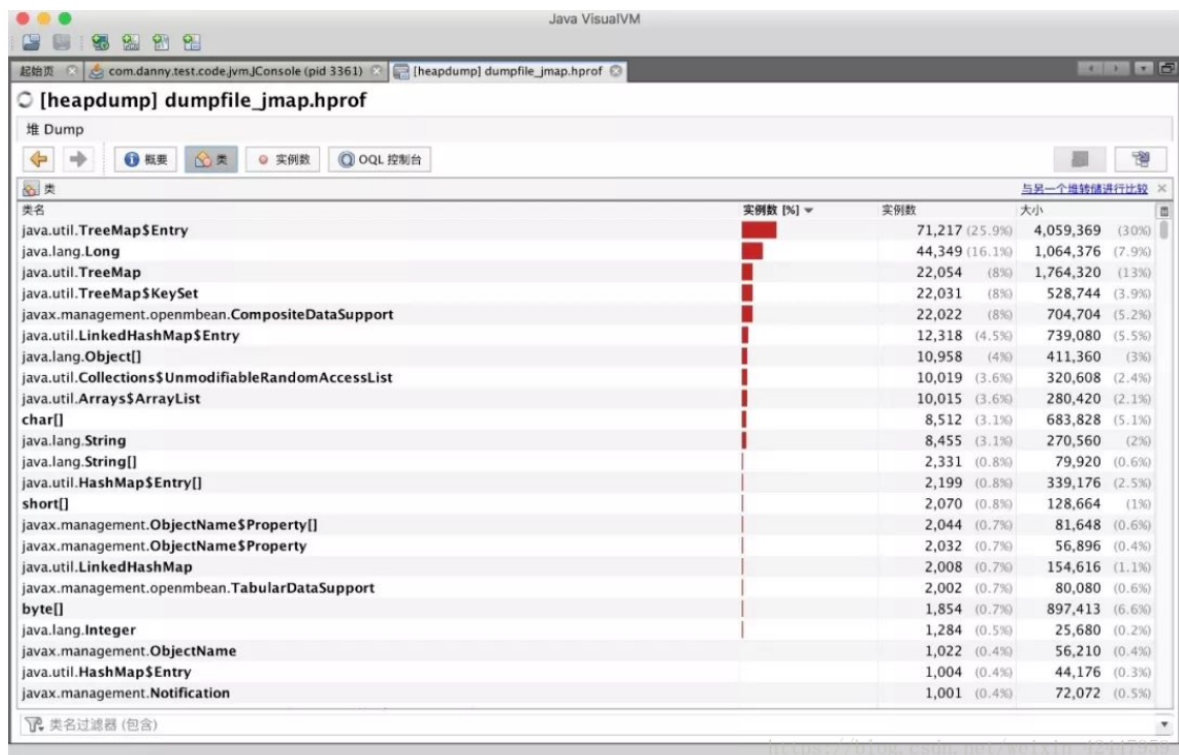 Java VisualVM
起始页 com.danny.test.code.jvm.JConsole (pid 3361) [heapdump] dumpfile_jmap.hprof
[heapdump] dumpfile_jmap.hprof
堆 Dump
概要 类 实例数 OQL 控制台
类 与另一个堆转储进行比较
类名 实例数 [%] 实例数 大小
java.util.TreeMap$Entry 71,217 (25.9%) 4,059,369 (30%)
java.lang.Long 44,349 (16.1%) 1,064,376 (7.9%)
java.util.TreeMap 22,054 (8%) 1,764,320 (13%)
java.util.TreeMap$KeySet 22,031 (8%) 528,744 (3.9%)
javax.management.openmbean.CompositeDataSupport 22,022 (8%) 704,704 (5.2%)
java.util.LinkedHashMap$Entry 12,318 (4.5%) 739,080 (5.5%)
java.lang.Object[] 10,958 (4%) 411,360 (3%)
java.util.Collections$UnmodifiableRandomAccessList 10,019 (3.6%) 320,608 (2.4%)
java.util.Arrays$ArrayList 10,015 (3.6%) 280,420 (2.1%)
char[] 8,512 (3.1%) 683,828 (5.1%)
java.lang.String 8,455 (3.1%) 270,560 (2%)
java.lang.String[] 2,331 (0.8%) 79,920 (0.6%)
java.util.HashMap$Entry[] 2,199 (0.8%) 339,176 (2.5%)
short[] 2,070 (0.8%) 128,664 (1%)
javax.management.ObjectName$Property[] 2,044 (0.7%) 81,648 (0.6%)
javax.management.ObjectName$Property 2,032 (0.7%) 56,896 (0.4%)
java.util.LinkedHashMap 2,008 (0.7%) 154,616 (1.1%)
javax.management.openmbean.TabularDataSupport 2,002 (0.7%) 80,080 (0.6%)
byte[] 1,854 (0.7%) 897,413 (6.6%)
java.lang.Integer 1,284 (0.5%) 25,680 (0.2%)
javax.management.ObjectName 1,022 (0.4%) 56,210 (0.4%)
java.util.HashMap$Entry 1,004 (0.4%) 44,176 (0.3%)
javax.management.Notification 1,001 (0.4%) 72,072 (0.5%)
类名过滤器 (包含)